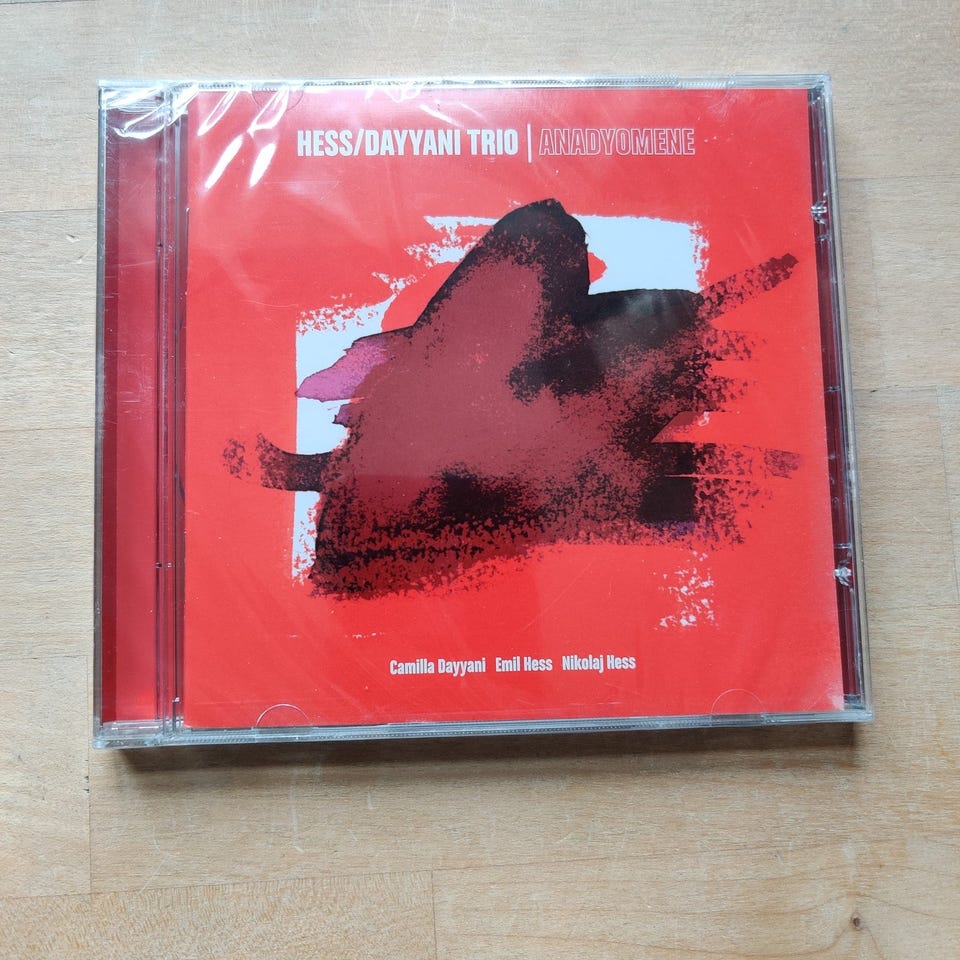 HESS/DAYYANI TRIO | ANADYOMENE
Camilla Dayyani Emil Hess Nikolaj Hess